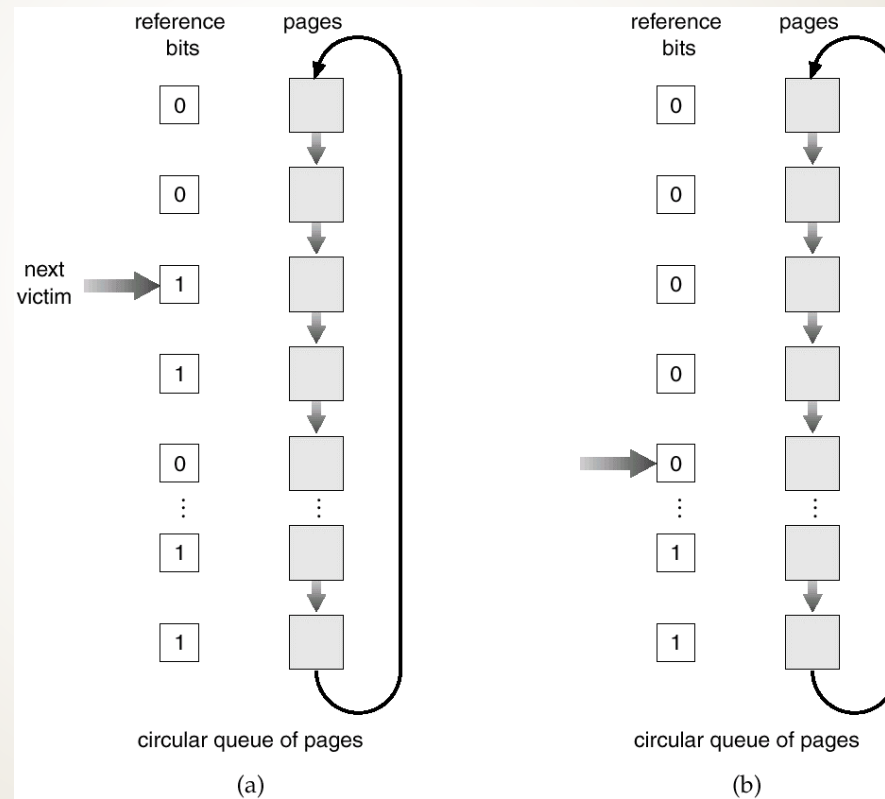 reference bits
pages
0
0
next victim
1
1
0
⋮
⋮
1
1
circular queue of pages
(a)
reference bits
pages
0
0
0
0
0
⋮
⋮
1
1
circular queue of pages
(b)